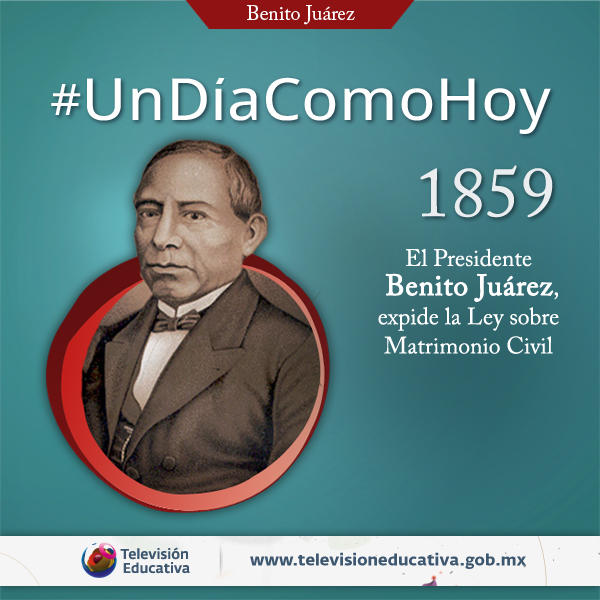 Benito Juárez
#UnDíaComoHoy
1859
El Presidente
Benito Juárez,
expide la Ley sobre
Matrimonio Civil
Televisión
Educativa
www.televisioneducativa.gob.mx